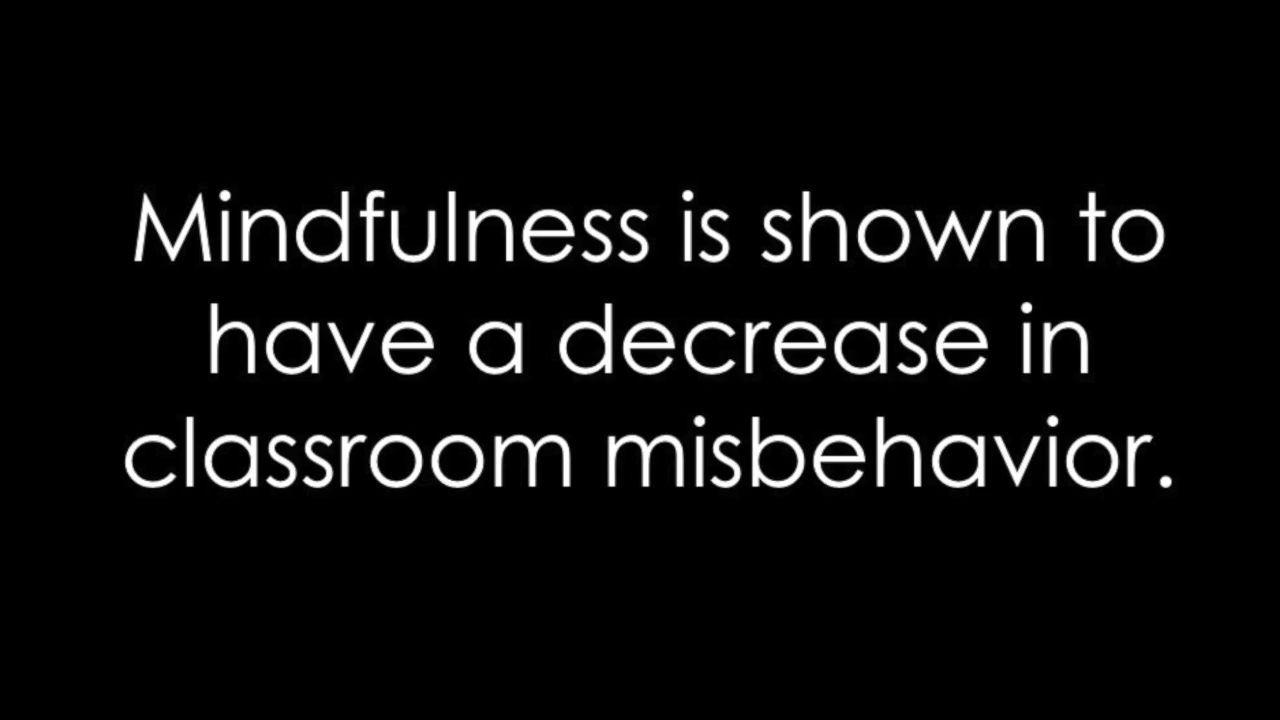 Mindfulness is shown to
have a decrease in
classroom misbehavior.